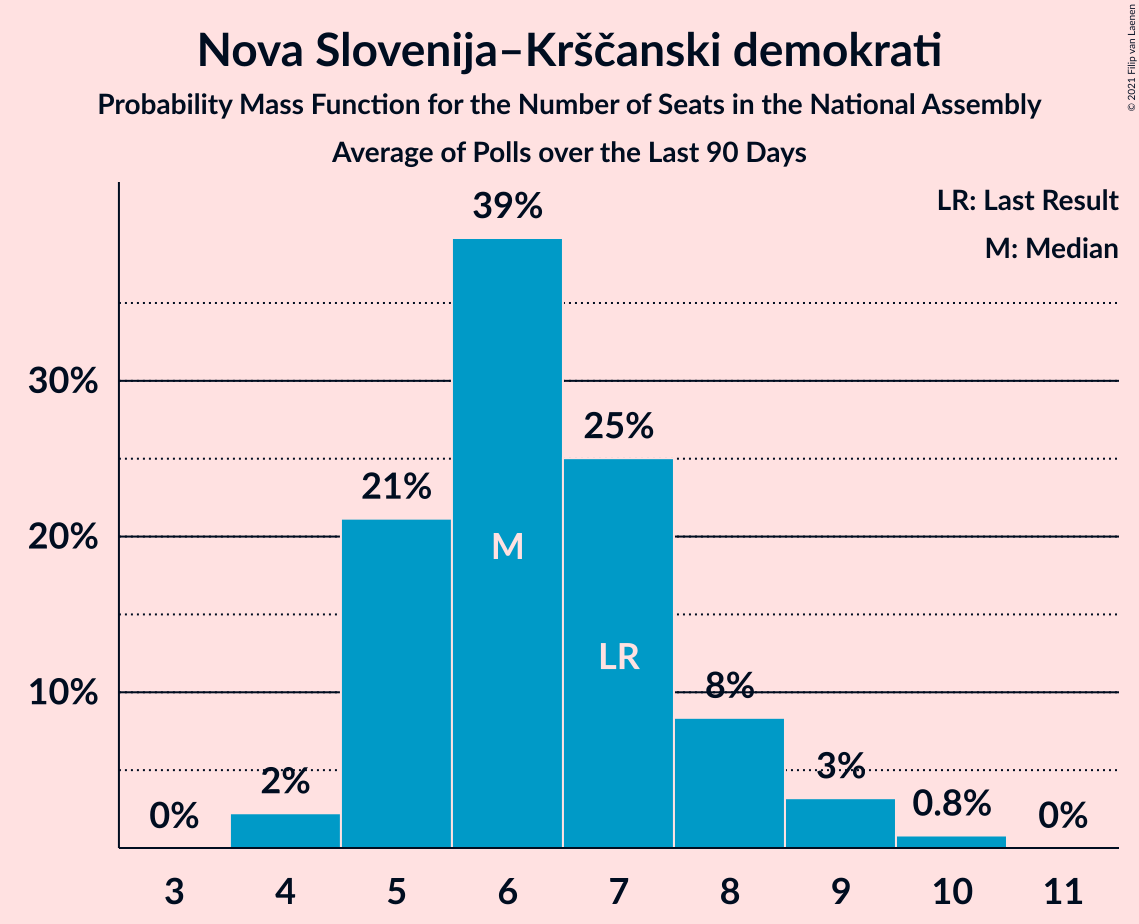 Nova Slovenija–Krščanski demokrati
Probability Mass Function for the Number of Seats in the National Assembly
Average of Polls over the Last 90 Days
© 2021 Filip van Laenen
LR: Last Result
M: Median
39%
30%
25%
21%
20%
M
LR
10%
8%
3%
2%
0.8%
0%
0%
3 4 5 6 7 8 9 10 11